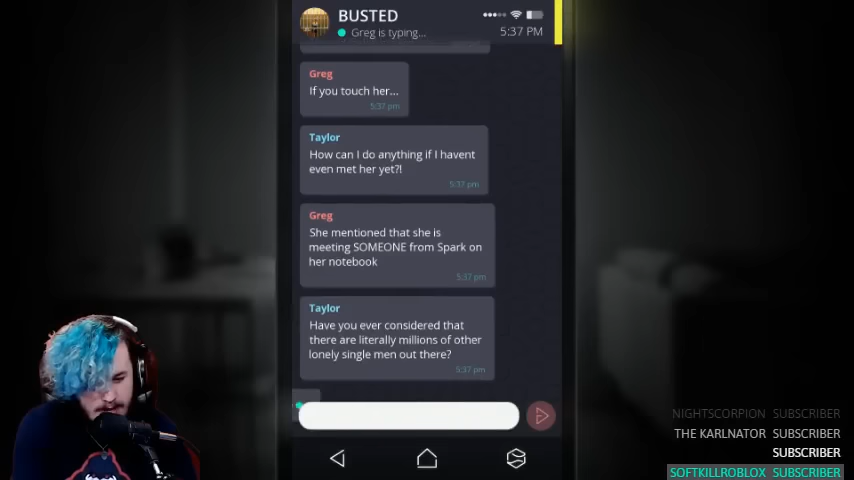 BUSTED
Greg is typing...
5:37 PM
Greg
If you touch her...
5:37 pm
Taylor
How can I do anything if I havent
even met her yet?!
5:37 pm
Greg
She mentioned that she is
meeting SOMEONE from Spark on
her notebook
5:37 pm
Taylor
Have you ever considered that
there are literally millions of other
lonely single men out there?
5:37 pm
NIGHTSCORPION SUBSCRIBER
THE KARLNATOR SUBSCRIBER
SUBSCRIBER
SOFTKILLROBLOX SUBSCRIBER